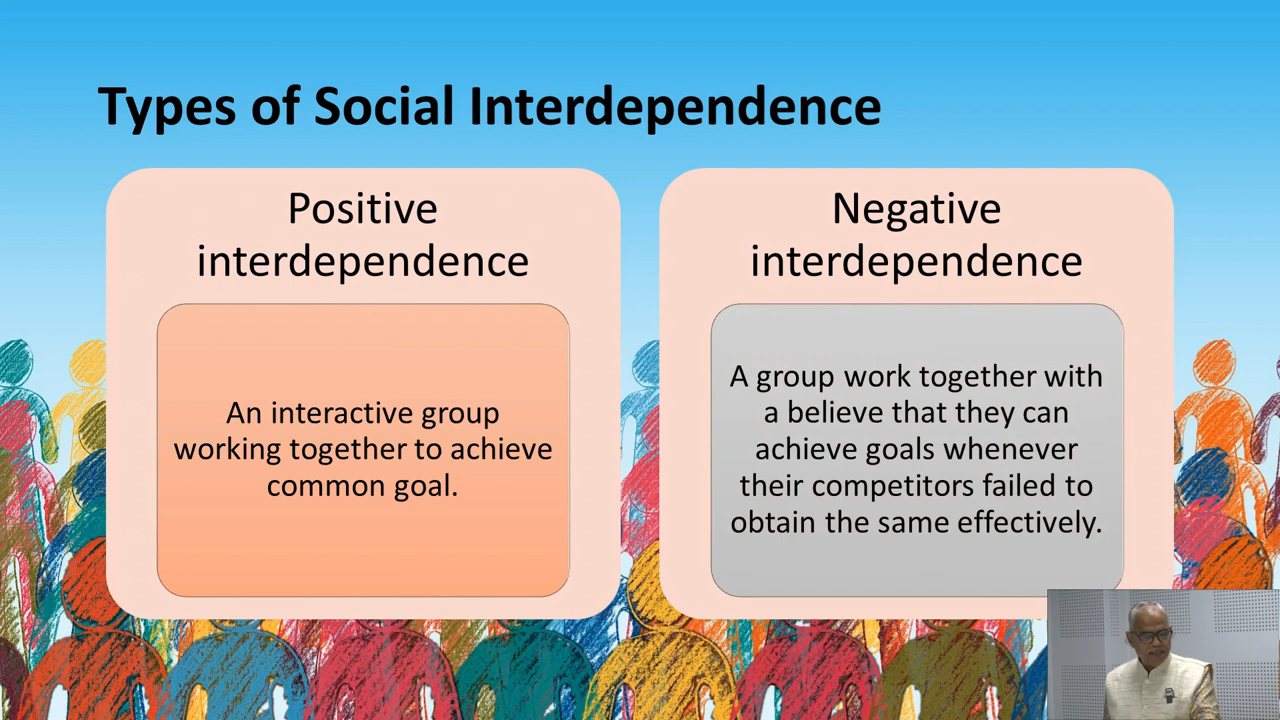 Types of Social Interdependence
Positive
interdependence
An interactive group
working together to achieve
common goal.
Negative
interdependence
A group work together with
a believe that they can
achieve goals whenever
their competitors failed to
obtain the same effectively.